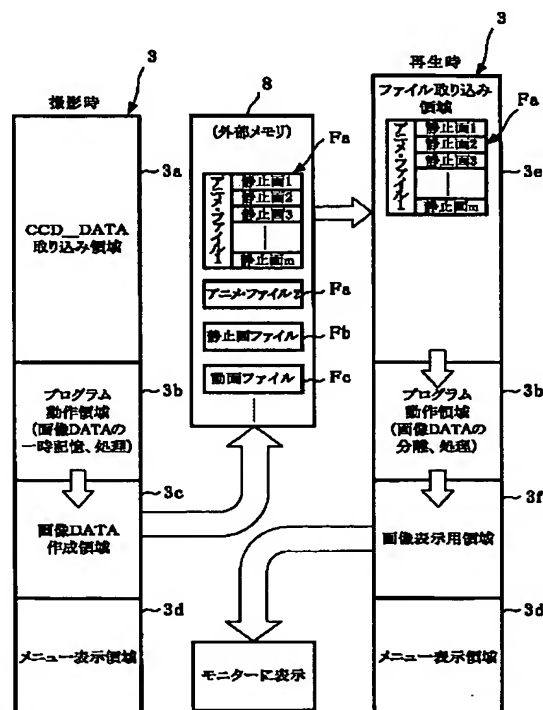 撮影時
3
3a
CCD__DATA
取り込み領域
3b
プログラム
動作領域
(画像DATAの
一時記憶、処理)
3c
画像DATA
作成領域
3d
メニュー表示領域
8
(外部メモリ)
Fa
アニメ・ファイル1
静止画1
静止画2
静止画3
静止画m
アニメ・ファイル2
Fa
静止画ファイル
Fb
動画ファイル
Fc
モニターに表示
再生時
3
ファイル取り込み
領域
Fa
アニメ・ファイル1
静止画1
静止画2
静止画3
静止画m
3e
3b
プログラム
動作領域
(画像DATAの
分離、処理)
3f
画像表示用領域
3d
メニュー表示領域